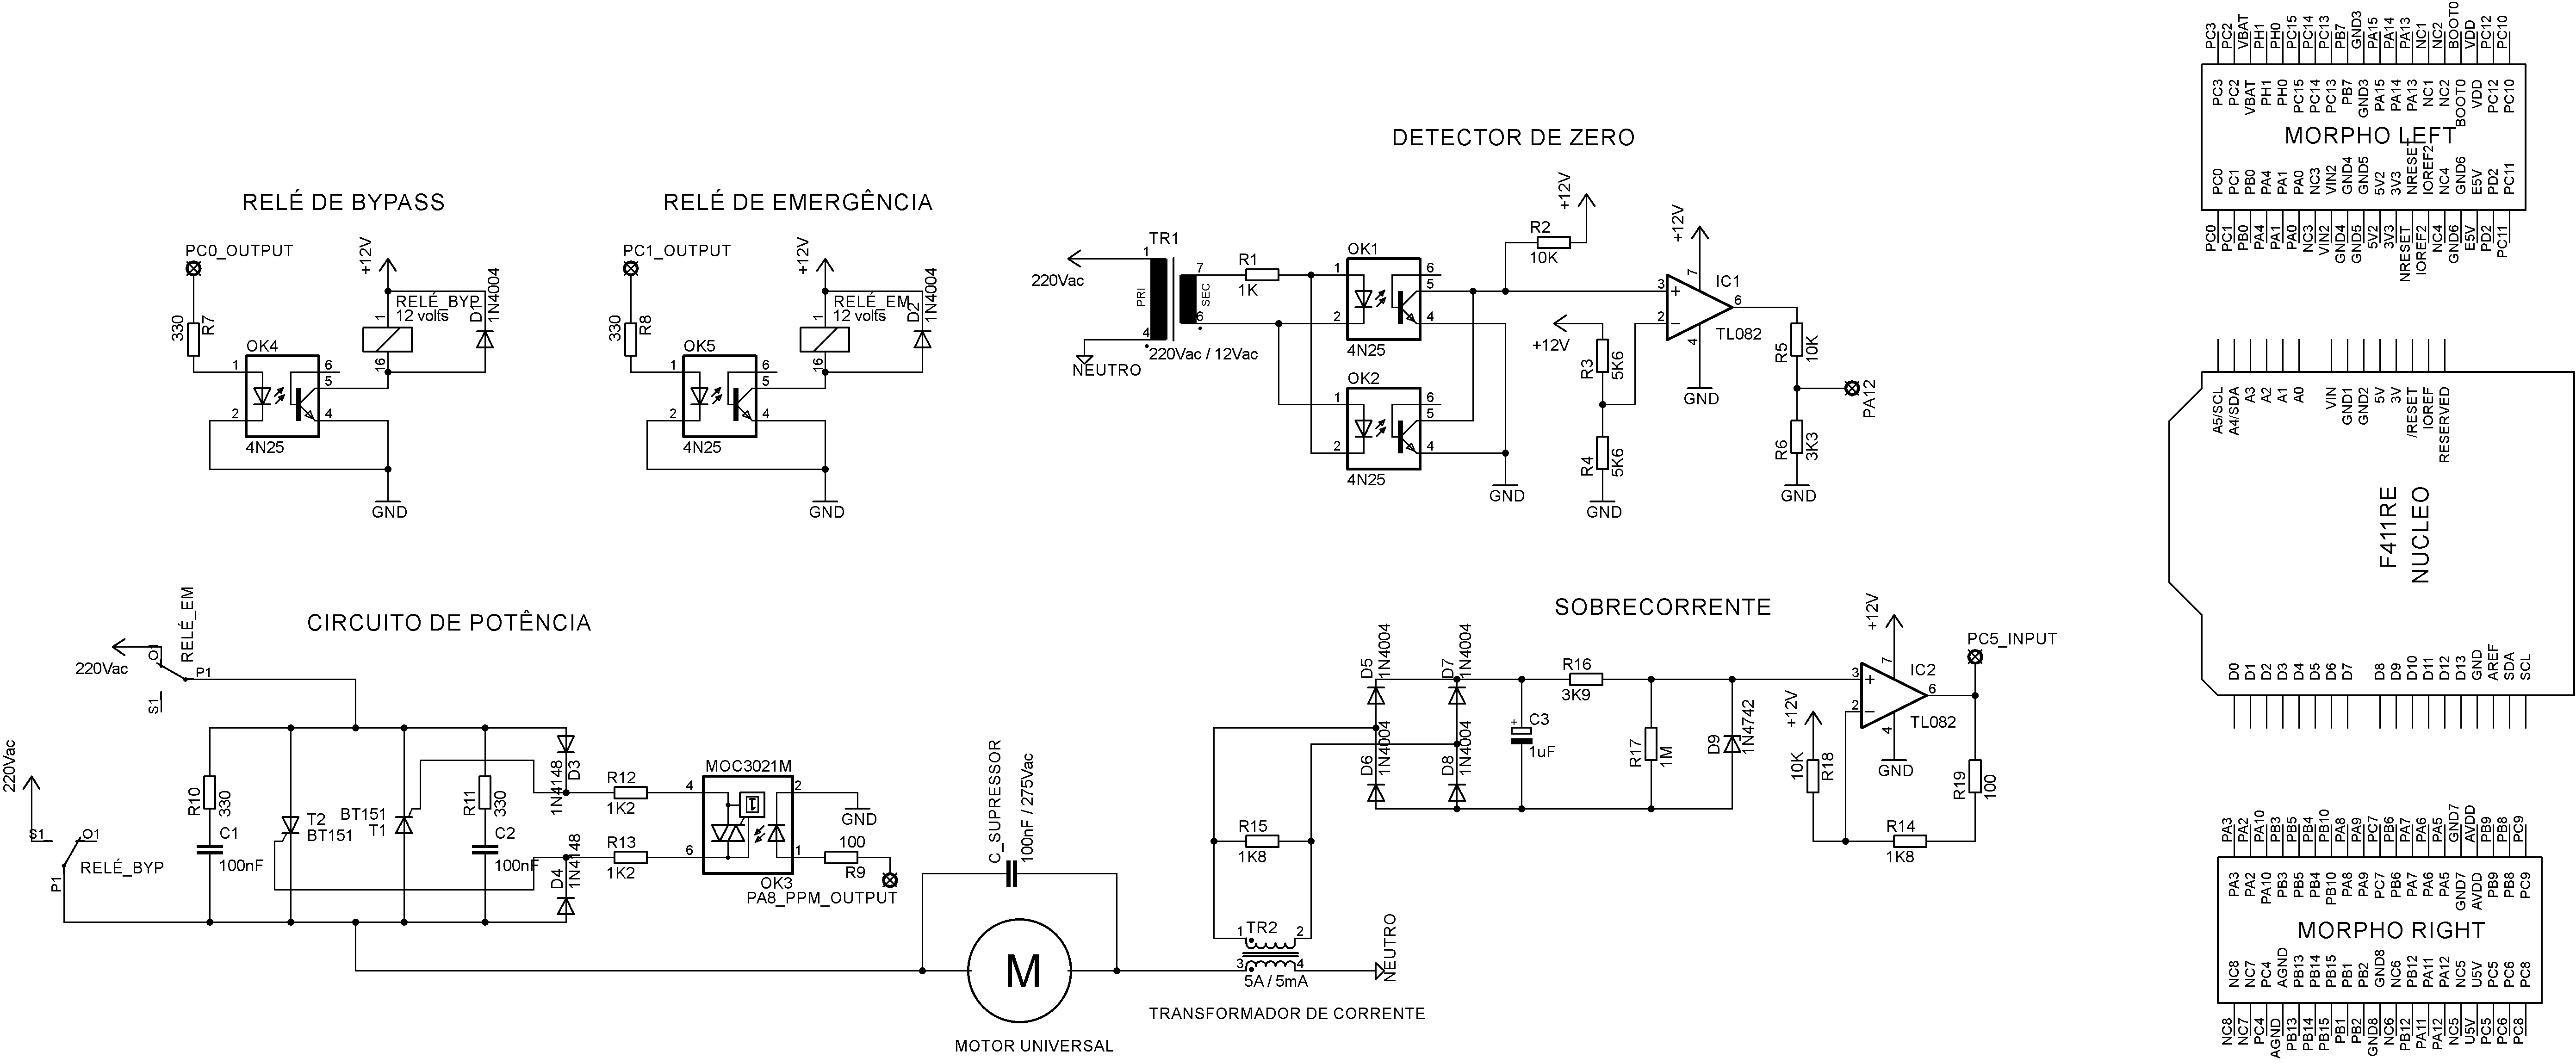 RELÉ DE BYPASS
PC0_OUTPUT
+12V
330
R7
RELÉ_BYP
12 volts
D1
1N4004
1
16
OK4
1
2
6
5
4
4N25
GND
RELÉ DE EMERGÊNCIA
PC1_OUTPUT
+12V
330
R8
RELÉ_EM
12 volts
D2
1N4004
1
16
OK5
1
2
6
5
4
4N25
GND
DETECTOR DE ZERO
220Vac
NEUTRO
TR1
1
4
PRI
SEC
7
6
220Vac / 12Vac
R1
1K
OK1
1
2
6
5
4
4N25
OK2
1
2
6
5
4
4N25
GND
R2
10K
+12V
+12V
R3
5K6
R4
5K6
GND
+12V
3
2
+
−
7
4
6
IC1
TL082
GND
R5
10K
R6
3K3
GND
PA12
CIRCUITO DE POTÊNCIA
220Vac
O1
S1
P1
RELÉ_EM
220Vac
S1
O1
P1
RELÉ_BYP
R10
330
C1
100nF
T2
BT151
BT151
T1
R11
330
C2
100nF
1N4148
D3
D4
1N4148
R12
1K2
R13
1K2
MOC3021M
4
6
2
1
OK3
GND
100
R9
PA8_PPM_OUTPUT
C_SUPRESSOR
100nF / 275Vac
M
MOTOR UNIVERSAL
SOBRECORRENTE
D5
1N4004
D7
1N4004
D6
1N4004
D8
1N4004
R15
1K8
1
TR2
2
3
4
5A / 5mA
TRANSFORMADOR DE CORRENTE
NEUTRO
+
C3
1uF
R16
3K9
R17
1M
D9
1N4742
+12V
10K
R18
+12V
3
2
+
−
7
4
6
IC2
TL082
GND
PC5_INPUT
R19
100
R14
1K8
PC3 PC2 VBAT PH1 PH0 PC15 PC14 PC13 PB7 GND3 PA15 PA14 PA13 NC1 NC2 BOOT0 VDD PC12 PC10
PC3 PC2 VBAT PH1 PH0 PC15 PC14 PC13 PB7 GND3 PA15 PA14 PA13 NC1 NC2 BOOT0 VDD PC12 PC10
MORPHO LEFT
PC0 PC1 PB0 PA4 PA1 PA0 NC3 VIN2 GND4 GND5 5V2 3V3 NRESET IOREF2 NC4 GND6 E5V PD2 PC11
PC0 PC1 PB0 PA4 PA1 PA0 NC3 VIN2 GND4 GND5 5V2 3V3 NRESET IOREF2 NC4 GND6 E5V PD2 PC11
A5/SCL A4/SDA A3 A2 A1 A0 VIN GND1 GND2 5V 3V /RESET IOREF RESERVED
F411RE
NUCLEO
D0 D1 D2 D3 D4 D5 D6 D7 D8 D9 D10 D11 D12 D13 GND AREF SDA SCL
PA3 PA2 PA10 PB3 PB5 PB4 PB10 PA8 PA9 PC7 PB6 PA7 PA6 PA5 GND7 AVDD PB9 PB8 PC9
PA3 PA2 PA10 PB3 PB5 PB4 PB10 PA8 PA9 PC7 PB6 PA7 PA6 PA5 GND7 AVDD PB9 PB8 PC9
MORPHO RIGHT
NC8 NC7 PC4 AGND PB13 PB14 PB15 PB1 PB2 GND8 NC6 PB12 PA11 PA12 NC5 U5V PC5 PC6 PC8
NC8 NC7 PC4 AGND PB13 PB14 PB15 PB1 PB2 GND8 NC6 PB12 PA11 PA12 NC5 U5V PC5 PC6 PC8